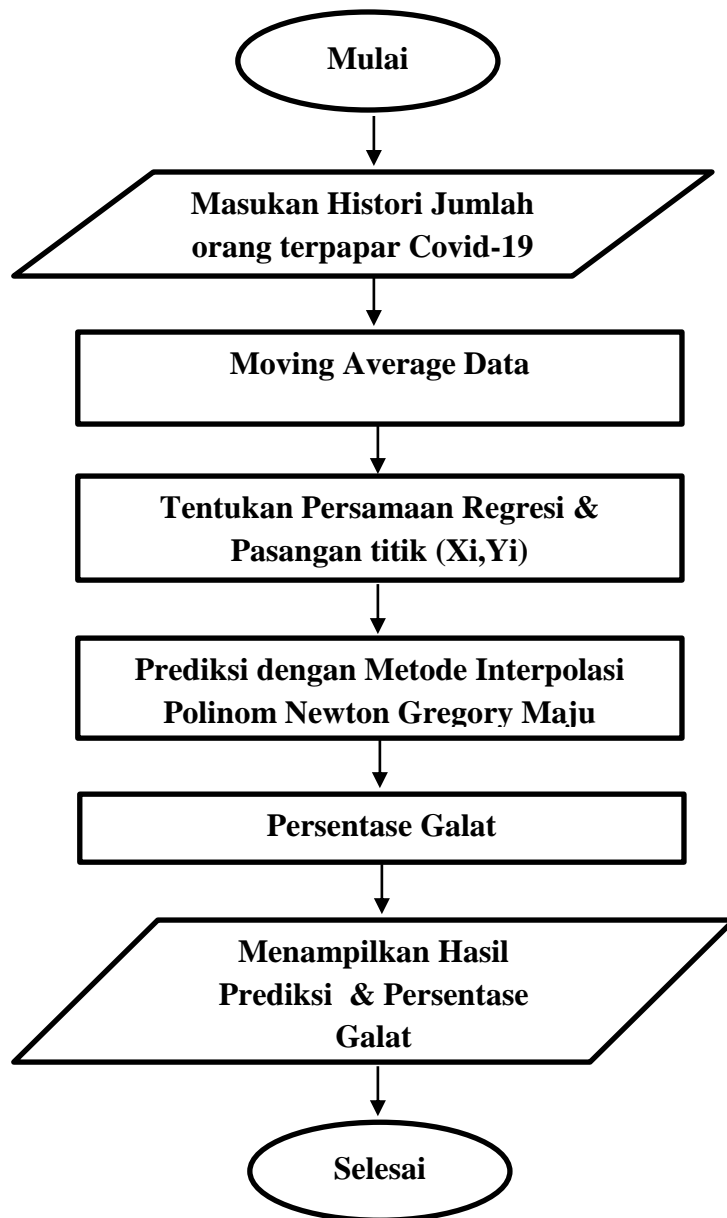 Mulai
Masukan Histori Jumlah
orang terpapar Covid-19
Moving Average Data
Tentukan Persamaan Regresi &
Pasangan titik (Xi,Yi)
Prediksi dengan Metode Interpolasi
Polinom Newton Gregory Maju
Persentase Galat
Menampilkan Hasil
Prediksi & Persentase
Galat
Selesai